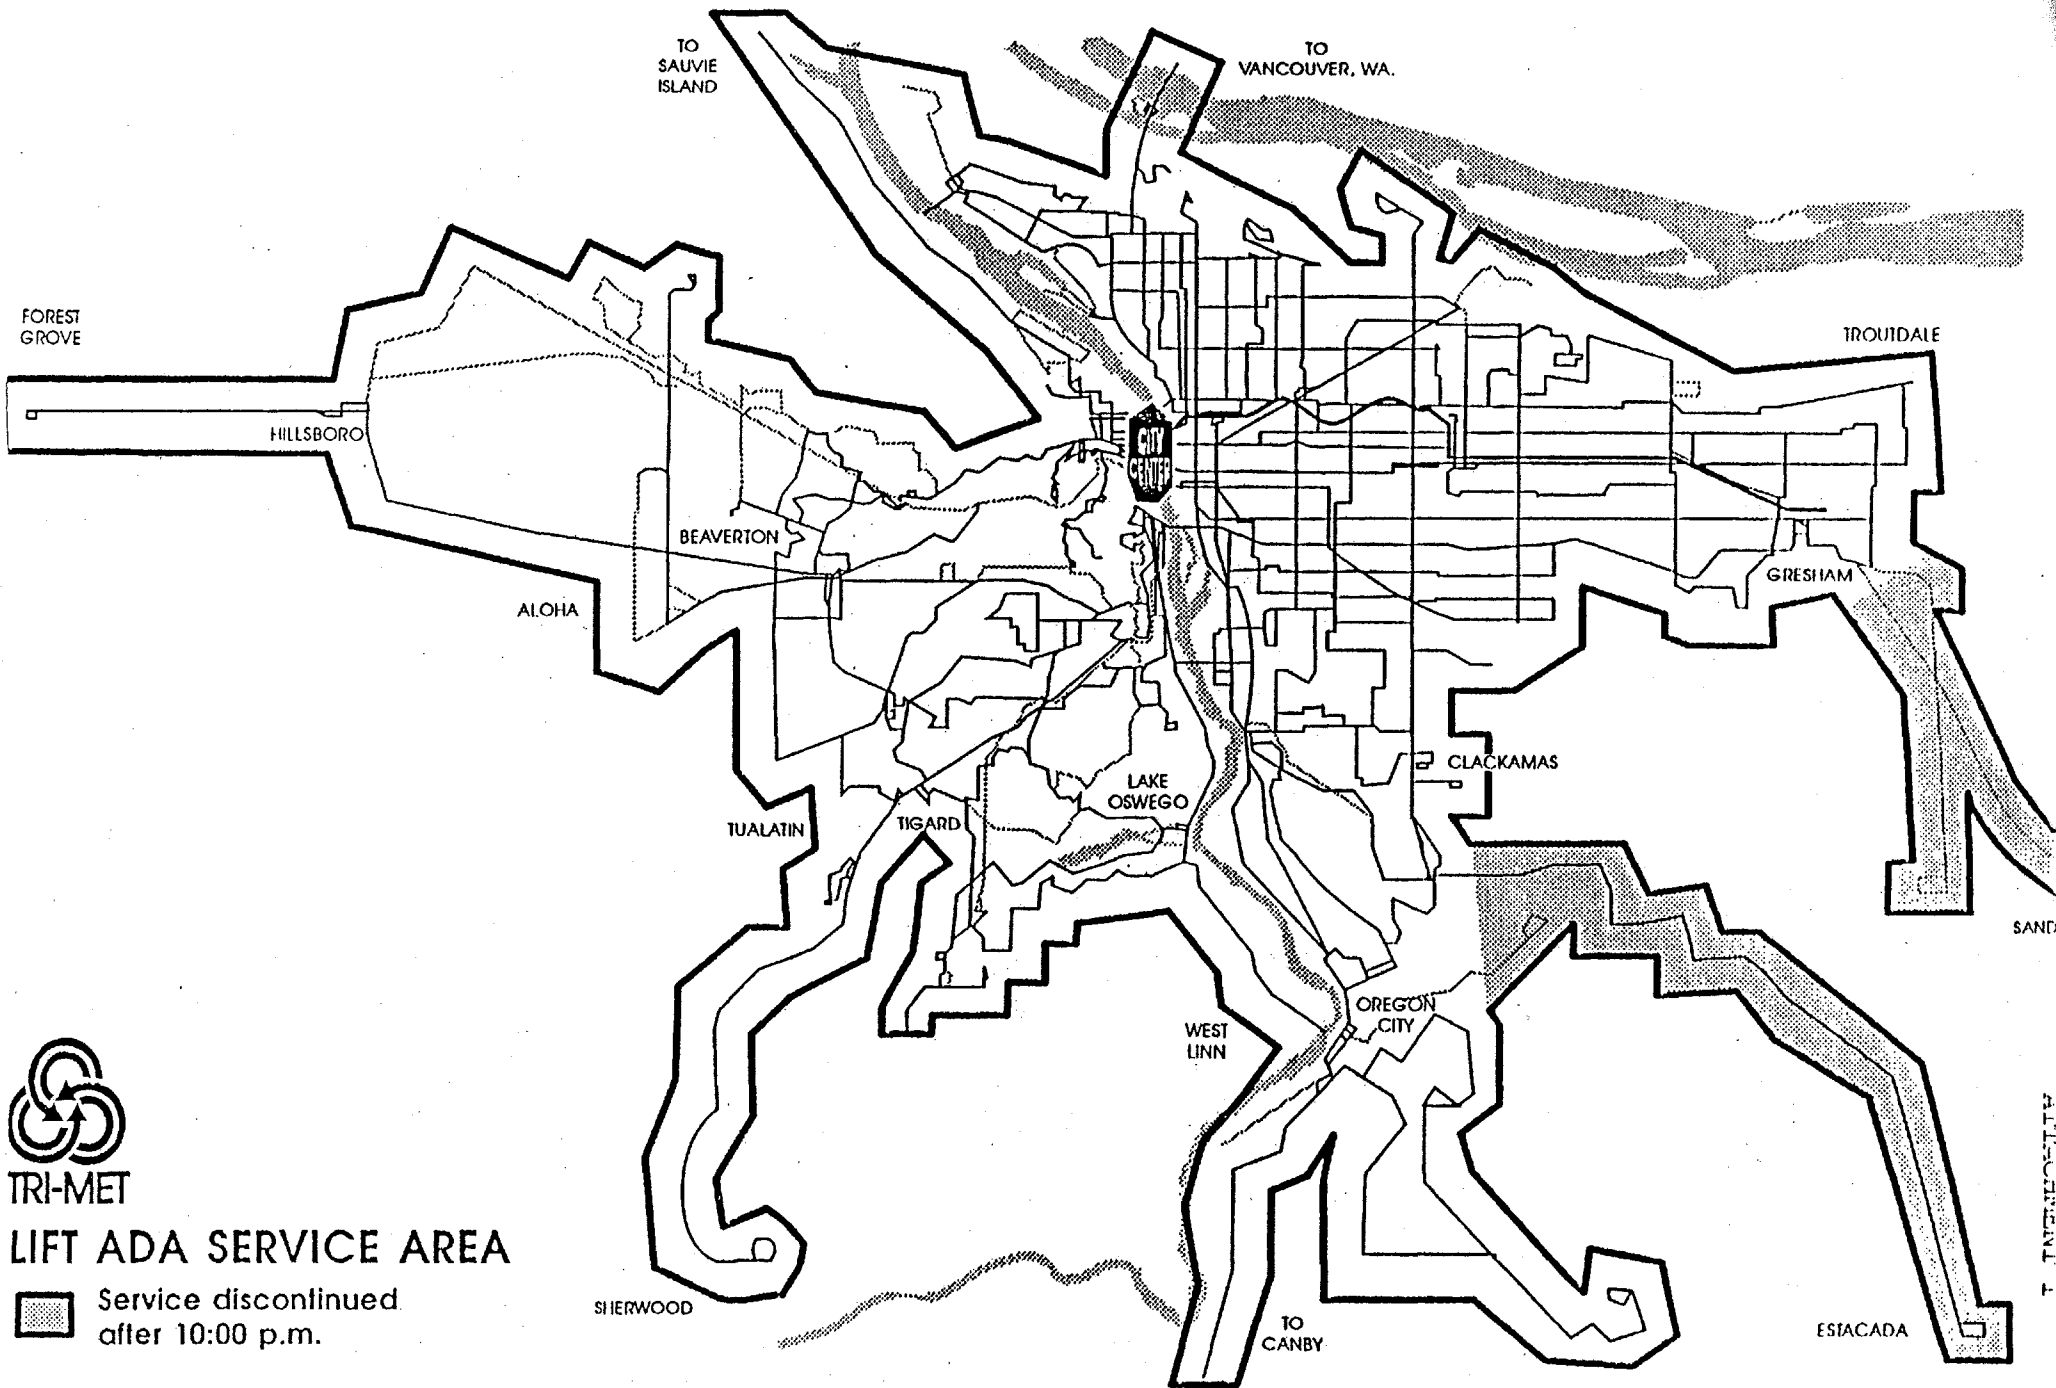 TO
SAUVIE
ISLAND
TO
VANCOUVER, WA.
FOREST
GROVE
TROUTDALE
HILLSBORO
CITY
CENTER
BEAVERTON
GRESHAM
ALOHA
CLACKAMAS
LAKE
OSWEGO
TUALATIN
TIGARD
SAND
OREGON
CITY
WEST
LINN
TRI-MET
LIFT ADA SERVICE AREA
Service discontinued
after 10:00 p.m.
SHERWOOD
TO
CANBY
ESTACADA